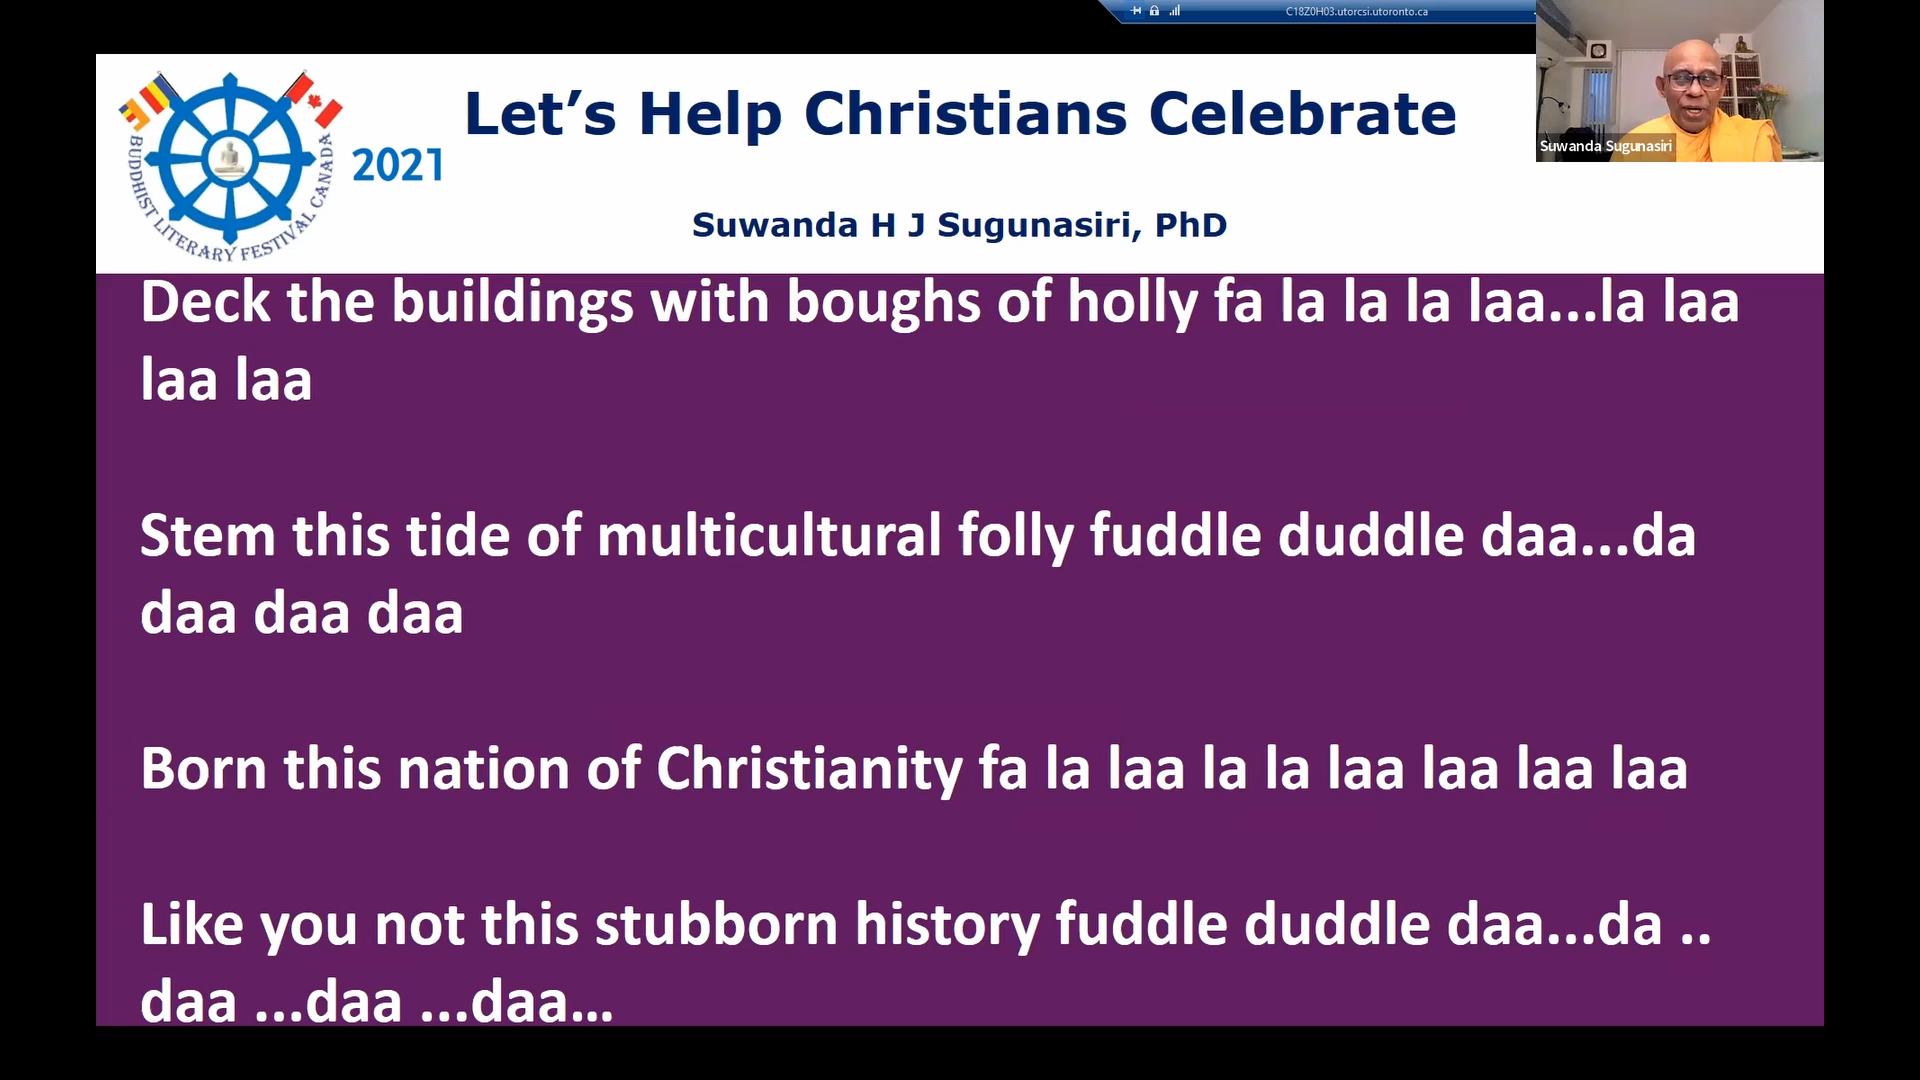 C18Z0H03.utorcsi.utoronto.ca
Let's Help Christians Celebrate
BUDDHIST LITERARY FESTIVAL CANADA
2021
Suwanda H J Sugunasiri, PhD
Suwanda Sugunasiri
Deck the buildings with boughs of holly fa la la la laa...la laa
laa laa
Stem this tide of multicultural folly fuddle duddle daa...da
daa daa daa
Born this nation of Christianity fa la laa la la laa laa laa laa
Like you not this stubborn history fuddle duddle daa...da ..
daa ...daa ...daa...